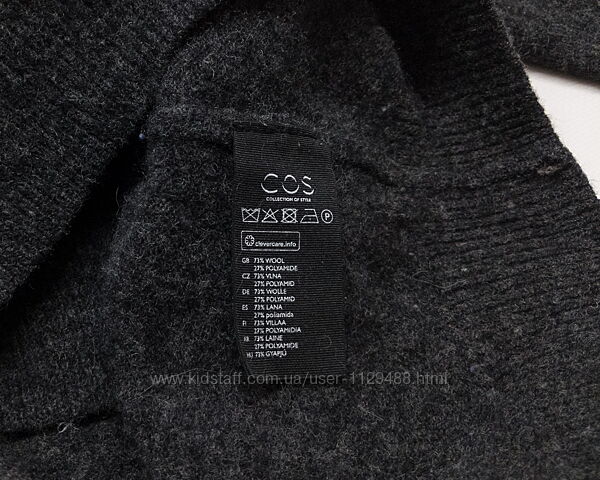 COS
COLLECTION OF STYLE
P
clevercare.info
GB 73% WOOL
27% POLYAMIDE
CZ 73% VLNA
27% POLYAMID
DE 73% WOLLE
27% POLYAMID
ES 73% LANA
27% poliamida
FI 73% VILLAA
27% POLYAMIDIA
FR 73% LAINE
27% POLYAMIDE
HU 73% GYAPJÚ
www.kidstaff.com.ua/user-1129488.html